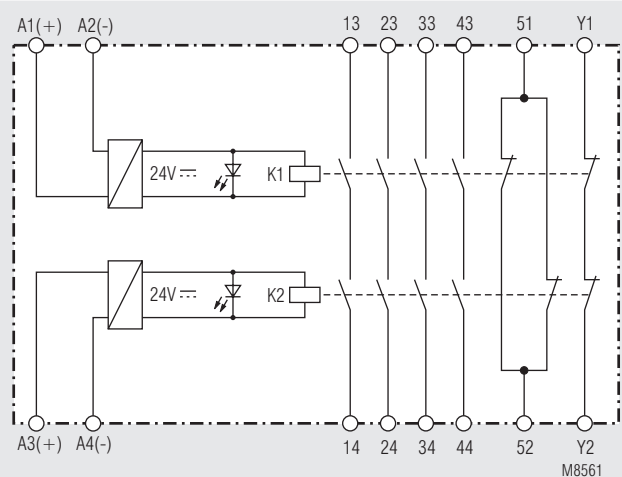 A1(+) A2(-) 13 23 33 43 51 Y1
24V K1
24V K2
A3(+) A4(-) 14 24 34 44 52 Y2
M8561